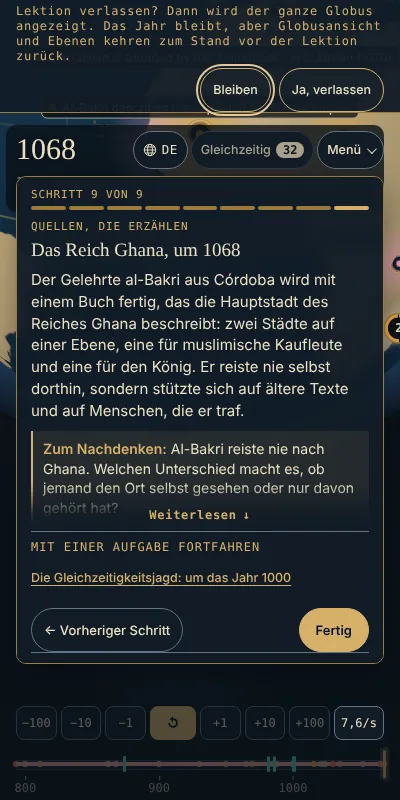 Lektion verlassen? Dann wird der ganze Globus
angezeigt. Das Jahr bleibt, aber Globusansicht
und Ebenen kehren zum Stand vor der Lektion
zurück.
Bleiben
Ja, verlassen
1068
DE
Gleichzeitig 32
Menü
SCHRITT 9 VON 9
QUELLEN, DIE ERZÄHLEN
Das Reich Ghana, um 1068
Der Gelehrte al-Bakri aus Córdoba wird mit
einem Buch fertig, das die Hauptstadt des
Reiches Ghana beschreibt: zwei Städte auf
einer Ebene, eine für muslimische Kaufleute
und eine für den König. Er reiste nie selbst
dorthin, sondern stützte sich auf ältere Texte
und auf Menschen, die er traf.
Zum Nachdenken: Al-Bakri reiste nie nach
Ghana. Welchen Unterschied macht es, ob
jemand den Ort selbst gesehen oder nur davon
gehört hat?
Weiterlesen ↓
MIT EINER AUFGABE FORTFAHREN
Die Gleichzeitigkeitsjagd: um das Jahr 1000
← Vorheriger Schritt
Fertig
−100
−10
−1
+1
+10
+100
7,6/s
800
900
1000